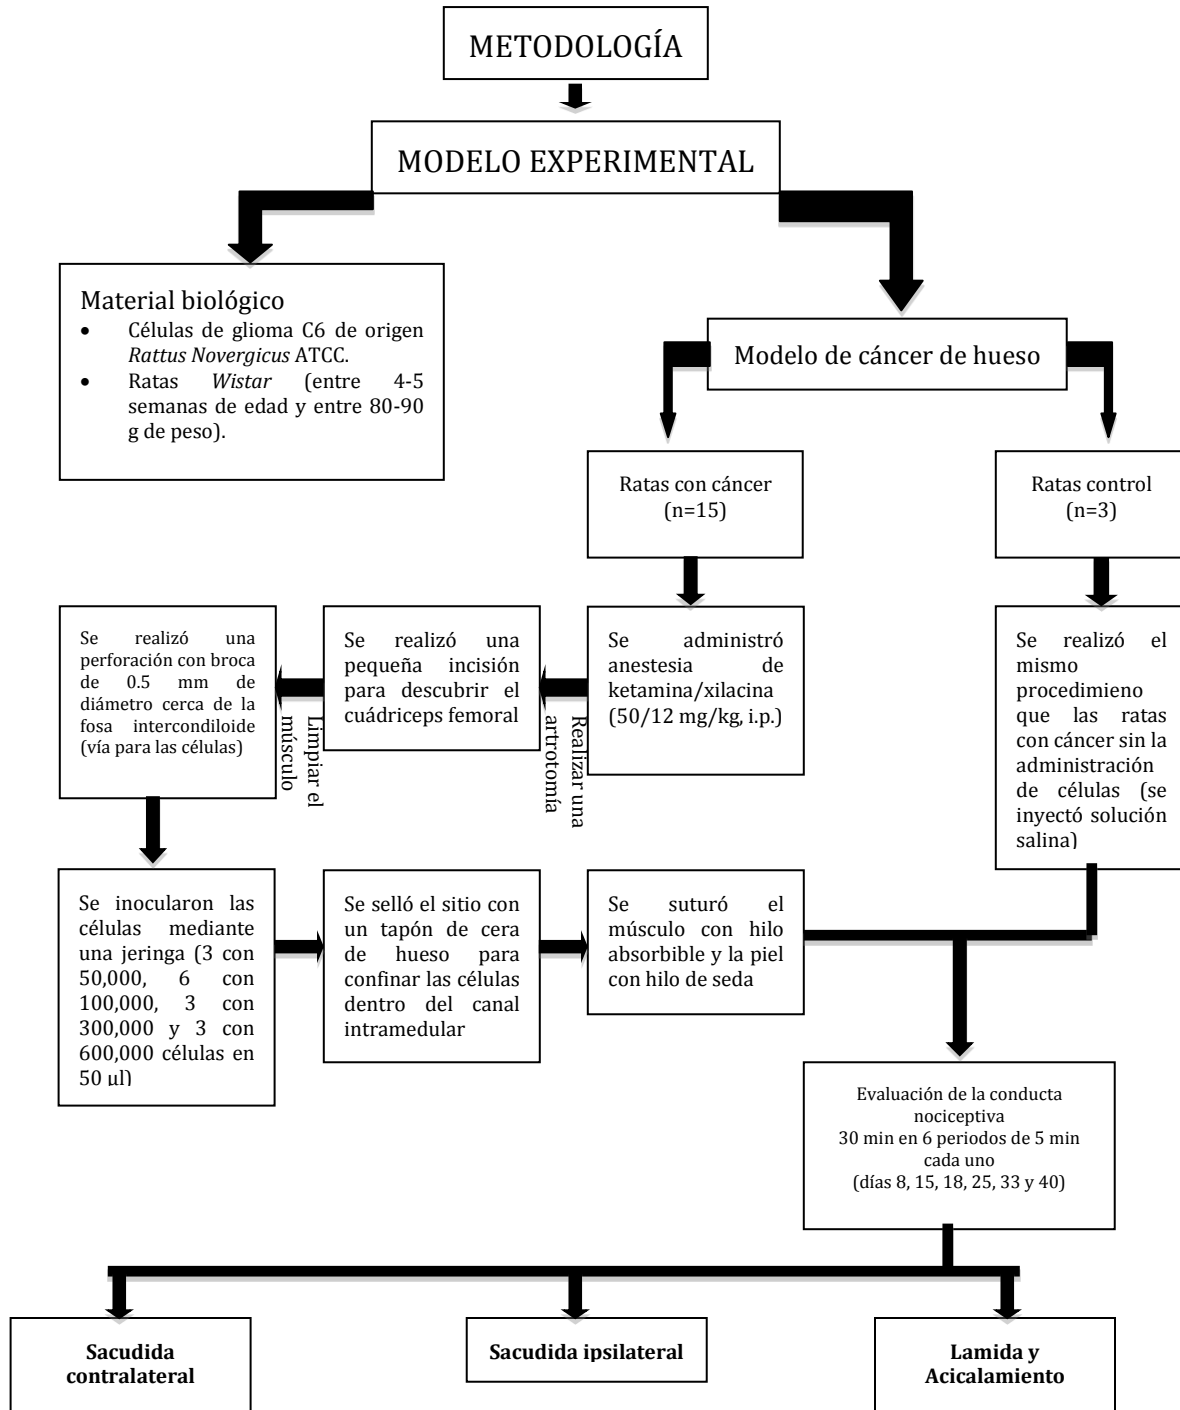 METODOLOGÍA
MODELO EXPERIMENTAL
Material biológico
• Células de glioma C6 de origen
Rattus Novergicus ATCC.
• Ratas Wistar (entre 4-5
semanas de edad y entre 80-90
g de peso).
Modelo de cáncer de hueso
Ratas con cáncer
(n=15)
Ratas control
(n=3)
Se administró
anestesia de
ketamina/xilacina
(50/12 mg/kg, i.p.)
Realizar una
artrotomía
Se realizó una
pequeña incisión
para descubrir el
cuádriceps femoral
Limpiar el
músculo
Se realizó una
perforación con broca
de 0.5 mm de
diámetro cerca de la
fosa intercondiloide
(vía para las células)
Se realizó el
mismo
procedimieno
que las ratas
con cáncer sin la
administración
de células (se
inyectó solución
salina)
Se inocularon las
células mediante
una jeringa (3 con
50,000, 6 con
100,000, 3 con
300,000 y 3 con
600,000 células en
50 µl)
Se selló el sitio con
un tapón de cera
de hueso para
confinar las células
dentro del canal
intramedular
Se suturó el
músculo con hilo
absorbible y la piel
con hilo de seda
Evaluación de la conducta
nociceptiva
30 min en 6 periodos de 5 min
cada uno
(días 8, 15, 18, 25, 33 y 40)
Sacudida
contralateral
Sacudida ipsilateral
Lamida y
Acicalamiento